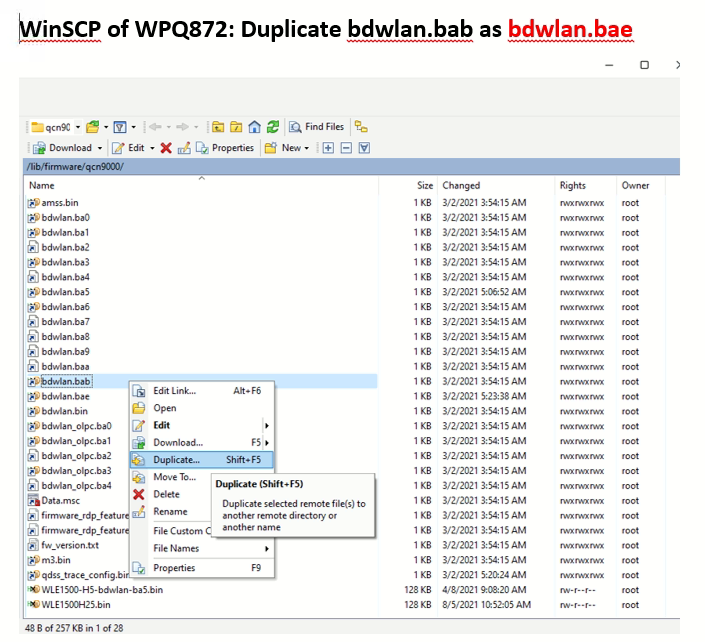 WinSCP of WPQ872: Duplicate bdwlan.bab as bdwlan.bae
qcn90 Find Files
Download Edit Properties New
/lib/firmware/qcn9000/
Name Size Changed Rights Owner
amss.bin 1 KB 3/2/2021 3:54:15 AM rwxrwxrwx root
bdwlan.ba0 1 KB 3/2/2021 3:54:15 AM rwxrwxrwx root
bdwlan.ba1 1 KB 3/2/2021 3:54:15 AM rwxrwxrwx root
bdwlan.ba2 1 KB 3/2/2021 3:54:15 AM rwxrwxrwx root
bdwlan.ba3 1 KB 3/2/2021 3:54:15 AM rwxrwxrwx root
bdwlan.ba4 1 KB 3/2/2021 3:54:15 AM rwxrwxrwx root
bdwlan.ba5 1 KB 3/2/2021 5:06:52 AM rwxrwxrwx root
bdwlan.ba6 1 KB 3/2/2021 3:54:15 AM rwxrwxrwx root
bdwlan.ba7 1 KB 3/2/2021 3:54:15 AM rwxrwxrwx root
bdwlan.ba8 1 KB 3/2/2021 3:54:15 AM rwxrwxrwx root
bdwlan.ba9 1 KB 3/2/2021 3:54:15 AM rwxrwxrwx root
bdwlan.baa 1 KB 3/2/2021 3:54:15 AM rwxrwxrwx root
bdwlan.bab 1 KB 3/2/2021 3:54:15 AM rwxrwxrwx root
bdwlan.bae 1 KB 3/2/2021 5:23:38 AM rwxrwxrwx root
bdwlan.bin 1 KB 3/2/2021 3:54:15 AM rwxrwxrwx root
bdwlan_olpc.ba0 1 KB 3/2/2021 3:54:15 AM rwxrwxrwx root
bdwlan_olpc.ba1 1 KB 3/2/2021 3:54:15 AM rwxrwxrwx root
bdwlan_olpc.ba2 1 KB 3/2/2021 3:54:15 AM rwxrwxrwx root
bdwlan_olpc.ba3 1 KB 3/2/2021 3:54:15 AM rwxrwxrwx root
bdwlan_olpc.ba4 1 KB 3/2/2021 3:54:15 AM rwxrwxrwx root
Data.msc 1 KB 3/2/2021 3:54:15 AM rwxrwxrwx root
firmware_rdp_feature 1 KB 3/2/2021 3:54:15 AM rwxrwxrwx root
firmware_rdp_feature 1 KB 3/2/2021 3:54:15 AM rwxrwxrwx root
fw_version.txt 1 KB 3/2/2021 3:54:15 AM rwxrwxrwx root
m3.bin 1 KB 3/2/2021 3:54:15 AM rwxrwxrwx root
qdss_trace_config.bin 1 KB 3/2/2021 5:20:24 AM rwxrwxrwx root
WLE1500-H5-bdwlan-ba5.bin 128 KB 4/8/2021 9:08:20 AM rw-r--r-- root
WLE1500H25.bin 128 KB 8/5/2021 10:52:05 AM rw-r--r-- root
Edit Link... Alt+F6
Open
Edit
Download... F5
Duplicate... Shift+F5
Move To...
Delete
Rename
File Custom C
File Names
Properties F9
Duplicate (Shift+F5)
Duplicate selected remote file(s) to
another remote directory or
another name
48 B of 257 KB in 1 of 28